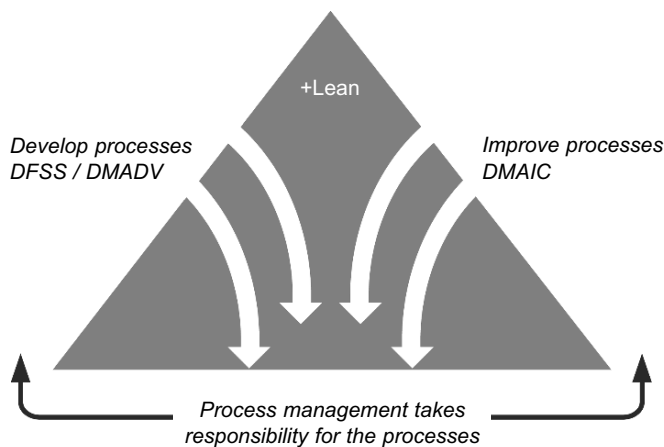 +Lean
Develop processes
DFSS / DMADV
Improve processes
DMAIC
Process management takes
responsibility for the processes